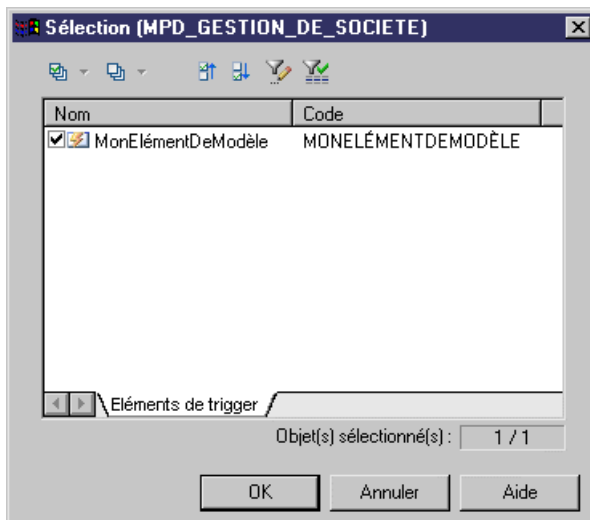 Sélection (MPD_GESTION_DE_SOCIETE)
Nom Code
MonElémentDeModèle MONELÉMENTDEMODÈLE
Eléments de trigger
Objet(s) sélectionné(s) : 1 / 1
OK Annuler Aide